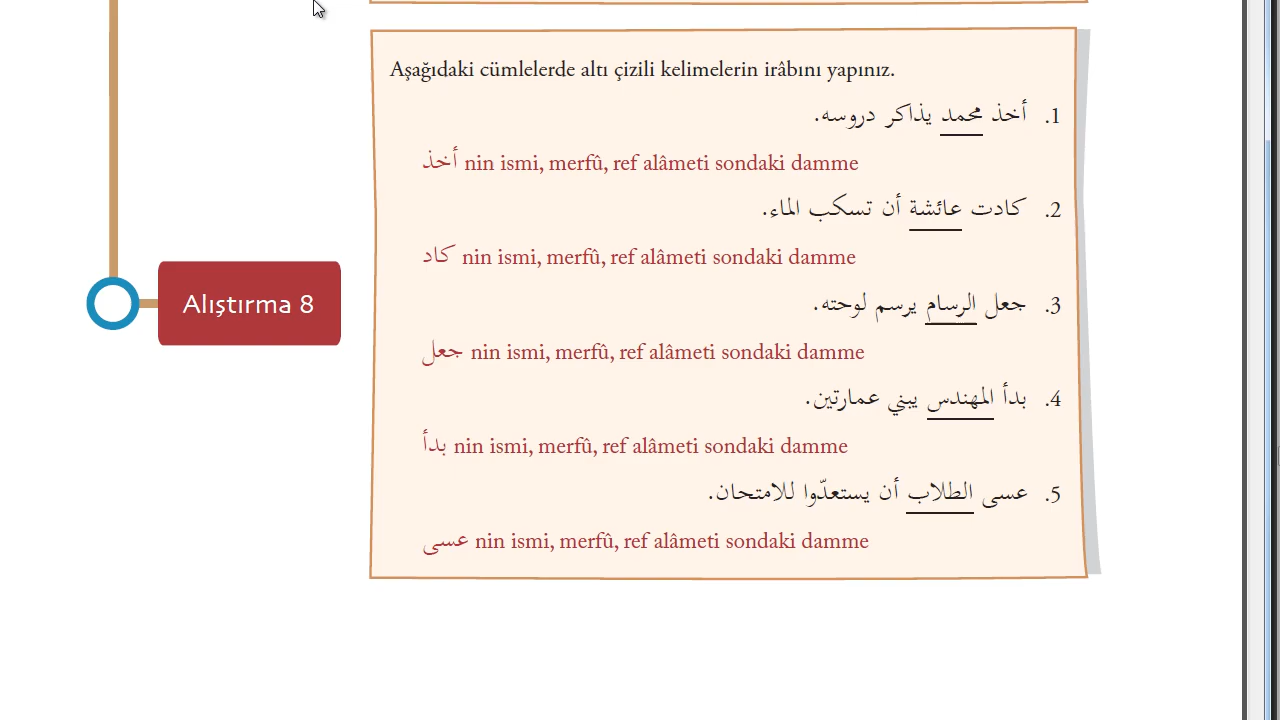 Aşağıdaki cümlelerde altı çizili kelimelerin irâbını yapınız.
1. أخذ محمد يذاكر دروسه.
أخذ nin ismi, merfû, ref alâmeti sondaki damme
2. كادت عائشة أن تسكب الماء.
كاد nin ismi, merfû, ref alâmeti sondaki damme
3. جعل الرسام يرسم لوحته.
جعل nin ismi, merfû, ref alâmeti sondaki damme
4. بدأ المهندس يبني عمارتين.
بدأ nin ismi, merfû, ref alâmeti sondaki damme
5. عسى الطلاب أن يستعدّوا للامتحان.
عسى nin ismi, merfû, ref alâmeti sondaki damme
Alıştırma 8